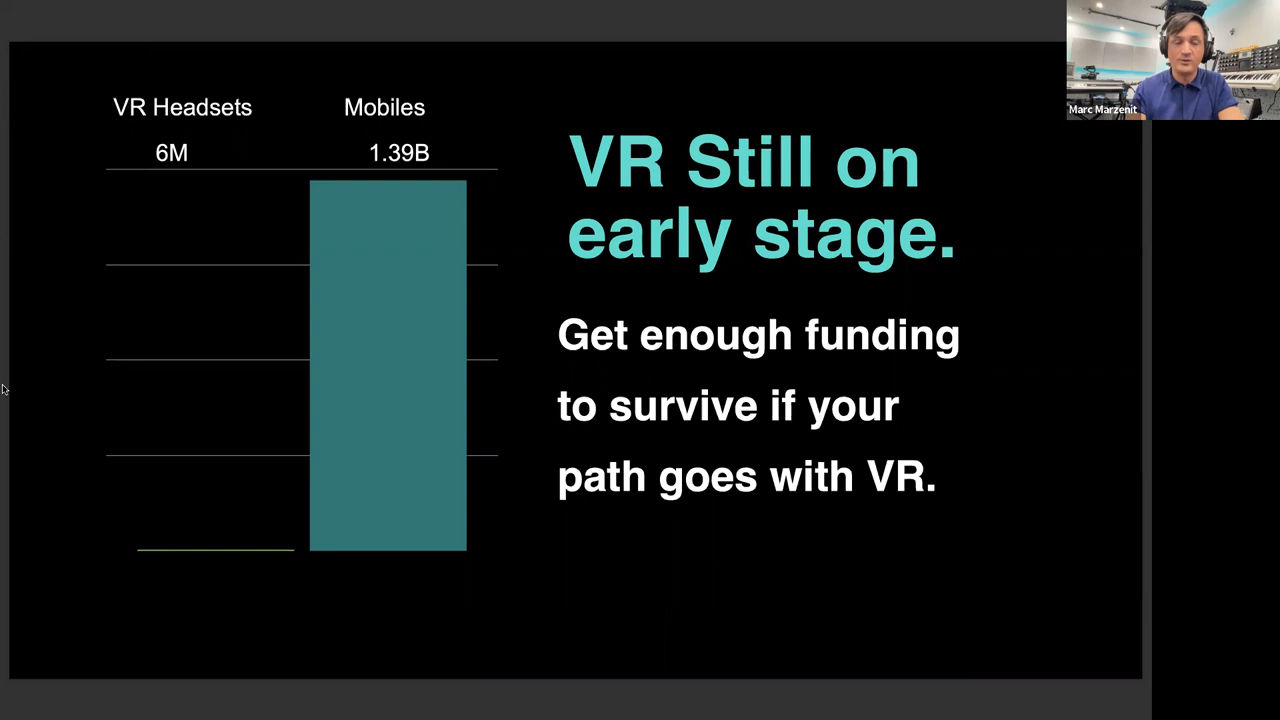 VR Headsets
Mobiles
6M
1.39B
VR Still on
early stage.
Get enough funding
to survive if your
path goes with VR.
Marc Marzenit